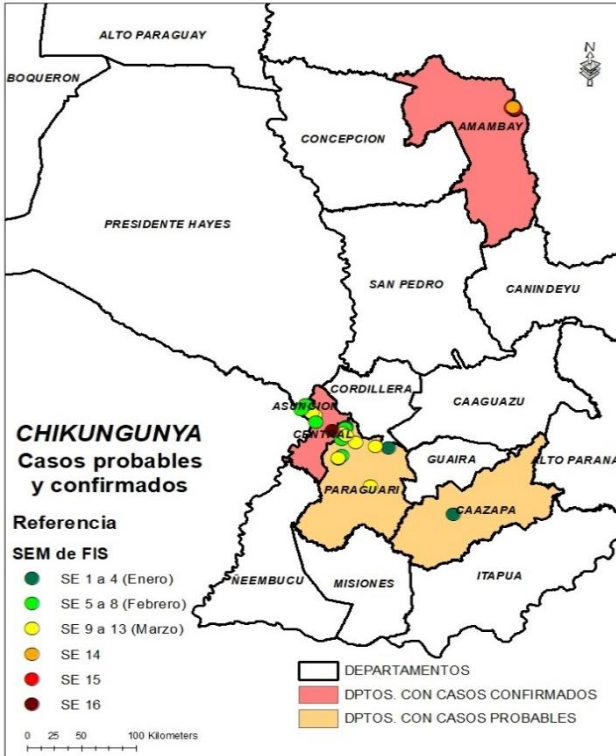 ALTO PARAGUAY
BOQUERON
N
AMAMBAY
CONCEPCION
PRESIDENTE HAYES
SAN PEDRO
CANINDEYU
CORDILLERA
ASUNCION
CAAGUAZU
CENTRAL
CHIKUNGUNYA
Casos probables
y confirmados
GUAIRA
ALTO PARANA
PARAGUARI
CAAZAPA
Referencia
SEM de FIS
ÑEEMBUCU
MISIONES
ITAPUA
SE 1 a 4 (Enero)
SE 5 a 8 (Febrero)
SE 9 a 13 (Marzo)
SE 14
SE 15
SE 16
DEPARTAMENTOS
DPTOS. CON CASOS CONFIRMADOS
DPTOS. CON CASOS PROBABLES
0 25 50 100 Kilometers